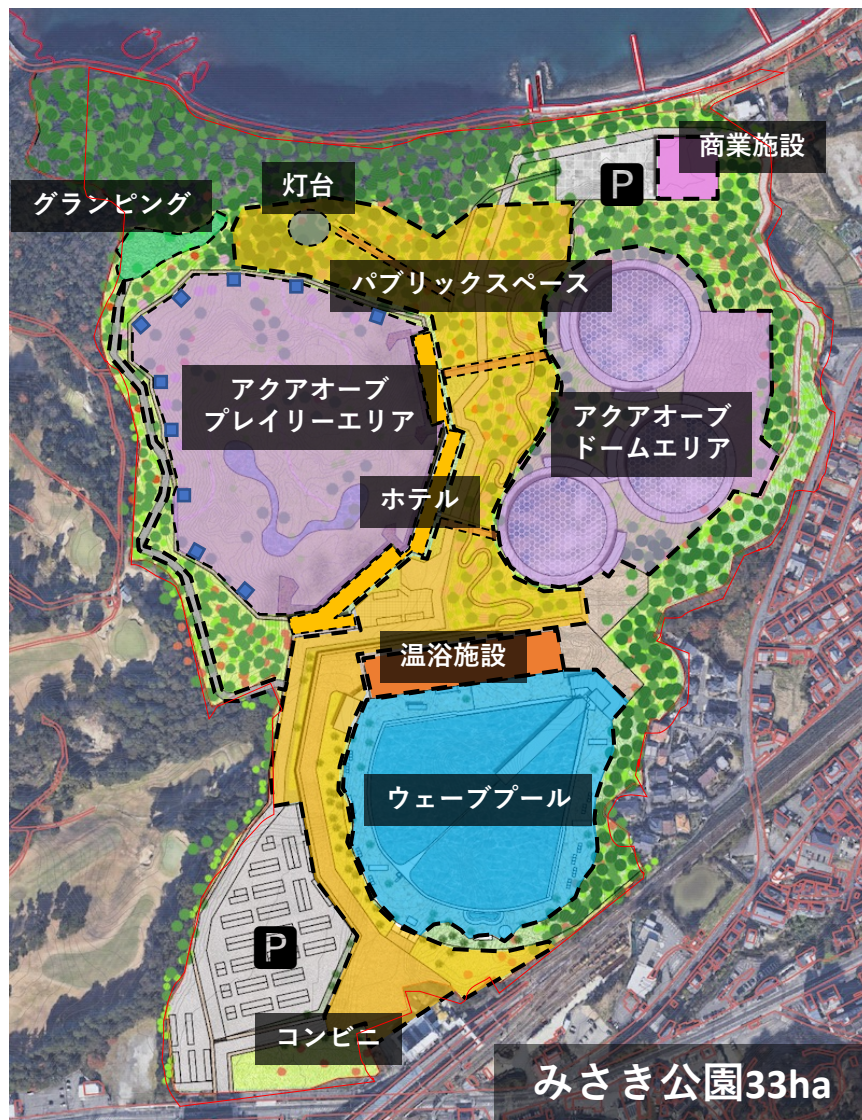 商業施設
P
灯台
グランピング
パブリックスペース
アクアオーブ
プレイリーエリア
アクアオーブ
ドームエリア
ホテル
温浴施設
ウェーブプール
P
コンビニ
みさき公園33ha